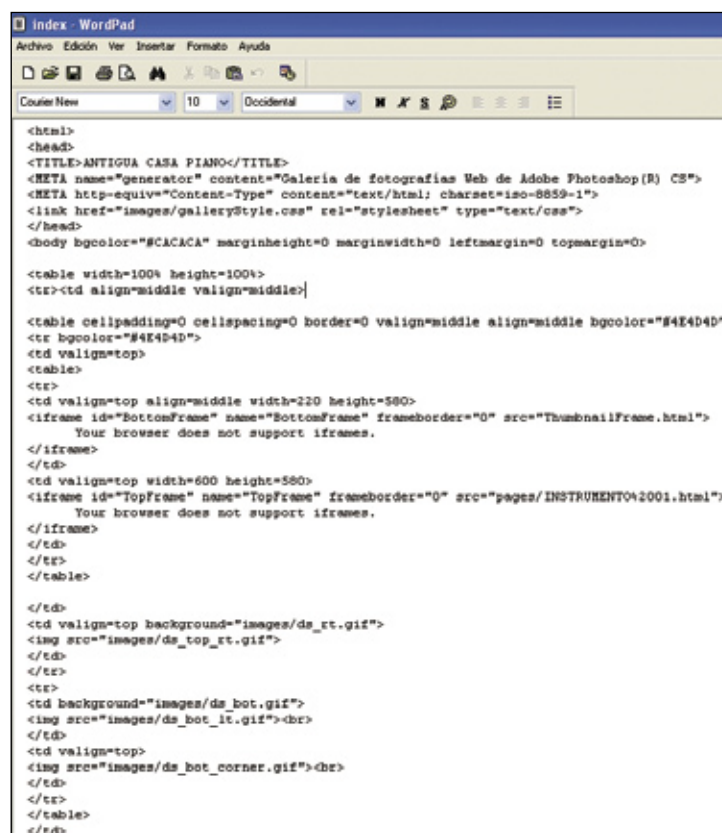 index - WordPad
Archivo Edición Ver Insertar Formato Ayuda
Courier New 10 Occidental N K S
<html>
<head>
<TITLE>ANTIGUA CASA PIANO</TITLE>
<META name="generator" content="Galería de fotografías Web de Adobe Photoshop(R) CS">
<META http-equiv="Content-Type" content="text/html; charset=iso-8859-1">
<link href="images/galleryStyle.css" rel="stylesheet" type="text/css">
</head>
<body bgcolor="#CACACA" marginheight=0 marginwidth=0 leftmargin=0 topmargin=0>
<table width=100% height=100%>
<tr><td align=middle valign=middle>
<table cellpadding=0 cellspacing=0 border=0 valign=middle align=middle bgcolor="#4E4D4D"
<tr bgcolor="#4E4D4D">
<td valign=top>
<table>
<tr>
<td valign=top align=middle width=220 height=580>
<iframe id="BottomFrame" name="BottomFrame" frameborder="0" src="ThumbnailFrame.html">
Your browser does not support iframes.
</iframe>
</td>
<td valign=top width=600 height=580>
<iframe id="TopFrame" name="TopFrame" frameborder="0" src="pages/INSTRUMENTO%2001.html">
Your browser does not support iframes.
</iframe>
</td>
</tr>
</table>
</td>
<td valign=top background="images/ds_rt.gif">
<img src="images/ds_top_rt.gif">
</td>
</tr>
<tr>
<td background="images/ds_bot.gif">
<img src="images/ds_bot_lt.gif"><br>
</td>
<td valign=top>
<img src="images/ds_bot_corner.gif"><br>
</td>
</tr>
</table>
</td>